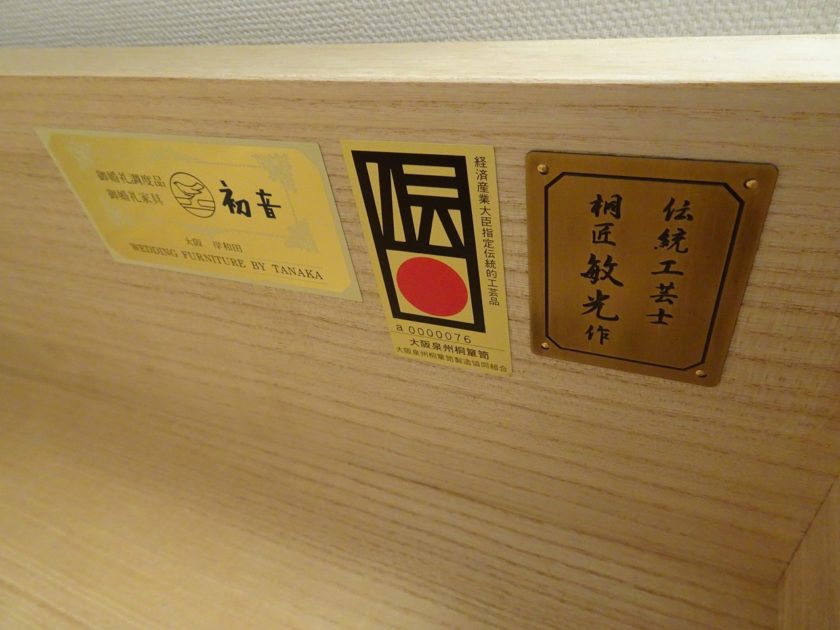 御婚礼調度品
御婚礼家具
初音
大阪 岸和田
WEDDING FURNITURE BY TANAKA
伝
経済産業大臣指定伝統的工芸品
a 0000076
大阪泉州桐簞笥
大阪泉州桐簞笥製造協同組合
伝統工芸士
桐匠 敏光 作